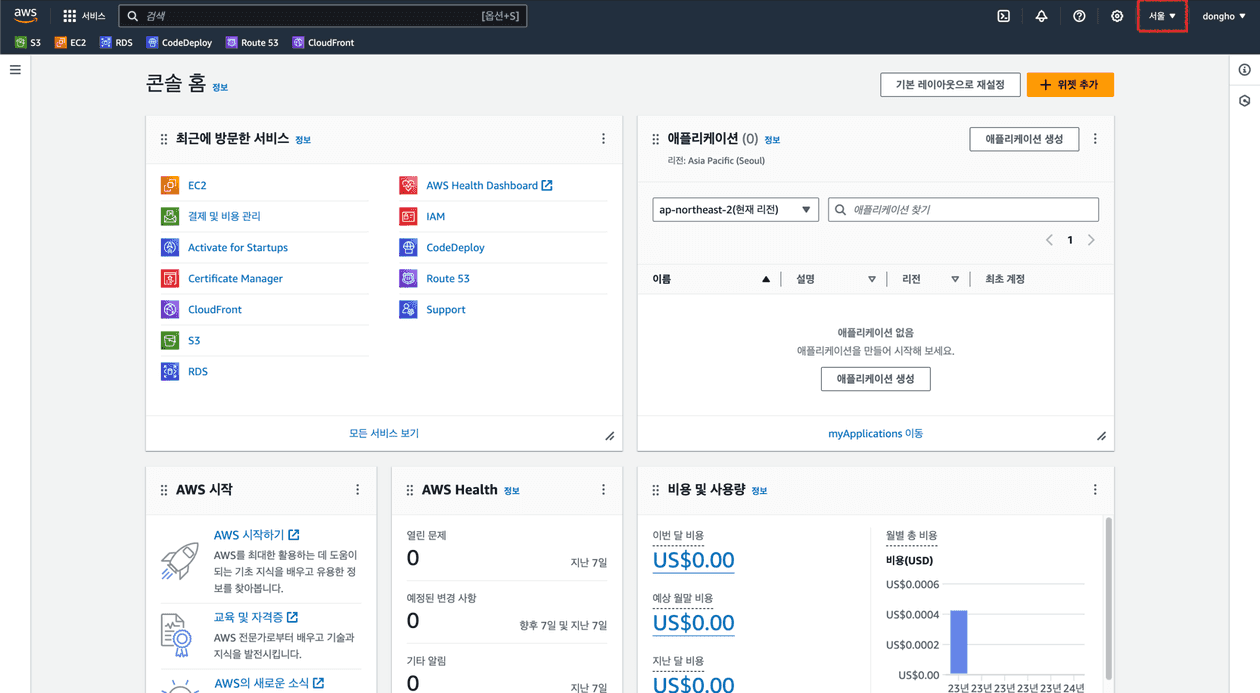 aws
서비스
검색
[옵션+S]
서울 ▼
dongho ▼
S3
EC2
RDS
CodeDeploy
Route 53
CloudFront
콘솔 홈 정보
기본 레이아웃으로 재설정
+ 위젯 추가
최근에 방문한 서비스 정보
EC2
결제 및 비용 관리
Activate for Startups
Certificate Manager
CloudFront
S3
RDS
AWS Health Dashboard
IAM
CodeDeploy
Route 53
Support
모든 서비스 보기
애플리케이션 (0) 정보
애플리케이션 생성
리전: Asia Pacific (Seoul)
ap-northeast-2(현재 리전)
애플리케이션 찾기
1
이름
설명
리전
최초 계정
애플리케이션 없음
애플리케이션을 만들어 시작해 보세요.
애플리케이션 생성
myApplications 이동
AWS 시작
AWS 시작하기
AWS를 최대한 활용하는 데 도움이
되는 기초 지식을 배우고 유용한 정
보를 찾아봅니다.
교육 및 자격증
AWS 전문가로부터 배우고 기술과
지식을 발전시킵니다.
AWS의 새로운 소식
AWS Health 정보
열린 문제
0
지난 7일
예정된 변경 사항
0
향후 7일 및 지난 7일
기타 알림
0
지난 7일
비용 및 사용량 정보
이번 달 비용
US$0.00
예상 월말 비용
US$0.00
지난 달 비용
US$0.00
월별 총 비용
비용(USD)
US$0.0006
US$0.0004
US$0.0002
US$0.00
23년 23년 23년 23년 23년 24년